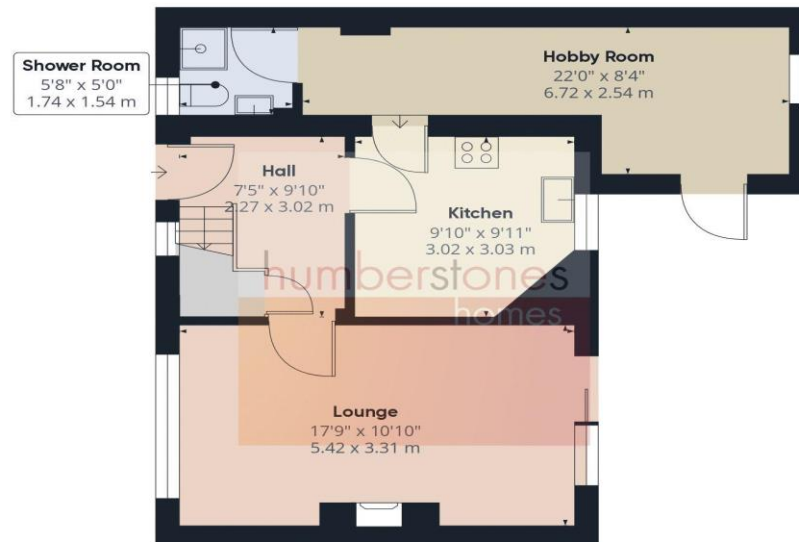 Shower Room
5'8" x 5'0"
1.74 x 1.54 m
Hobby Room
22'0" x 8'4"
6.72 x 2.54 m
Hall
7'5" x 9'10"
2.27 x 3.02 m
Kitchen
9'10" x 9'11"
3.02 x 3.03 m
humberstones
homes
Lounge
17'9" x 10'10"
5.42 x 3.31 m